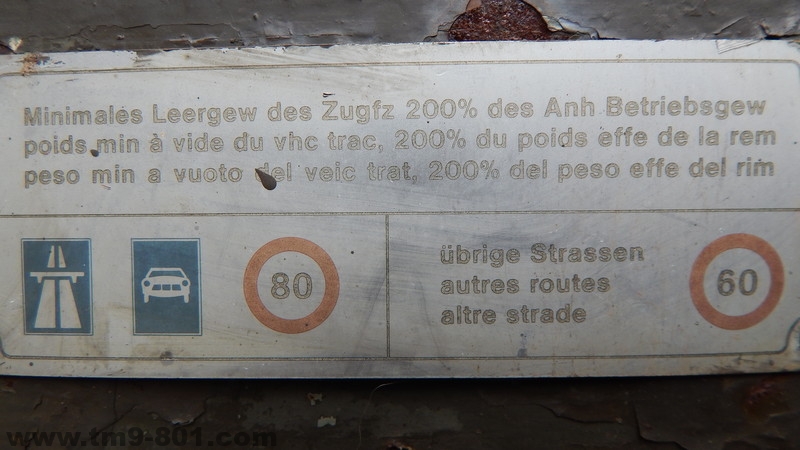 Minimales Leergew des Zugfz 200% des Anh Betriebsgew
poids min à vide du vhc trac, 200% du poids effe de la rem
peso min a vuoto del veic trat, 200% del peso effe del rim
80
übrige Strassen
autres routes
altre strade
60
www.tm9-801.com